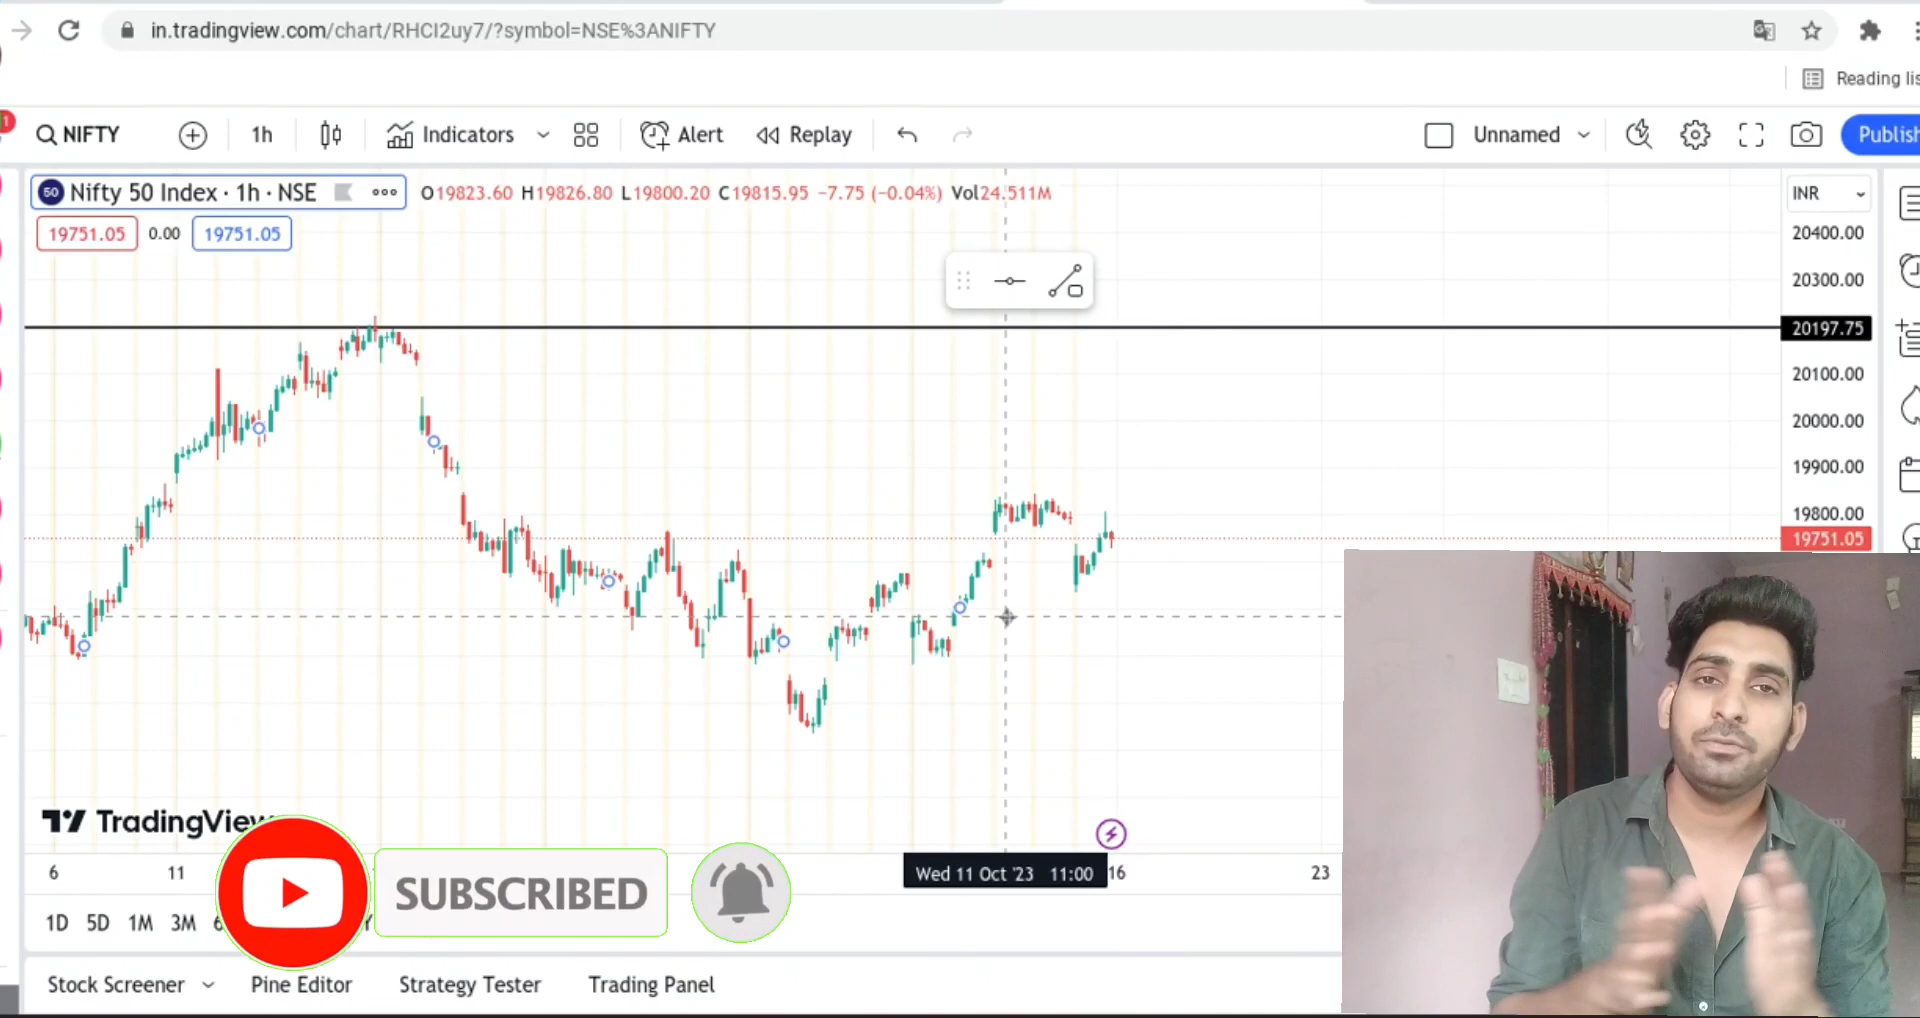 in.tradingview.com/chart/RHCI2uy7/?symbol=NSE%3ANIFTY
Reading lis
1
NIFTY 1h Indicators Alert Replay Unnamed Publish
50 Nifty 50 Index · 1h · NSE O19823.60 H19826.80 L19800.20 C19815.95 −7.75 (−0.04%) Vol24.511M INR
19751.05 0.00 19751.05
20400.00
20300.00
20197.75
20100.00
20000.00
19900.00
19800.00
19751.05
TradingView
6 11 Wed 11 Oct '23 11:00 16 23
SUBSCRIBED
1D 5D 1M 3M 6 Y
Stock Screener Pine Editor Strategy Tester Trading Panel